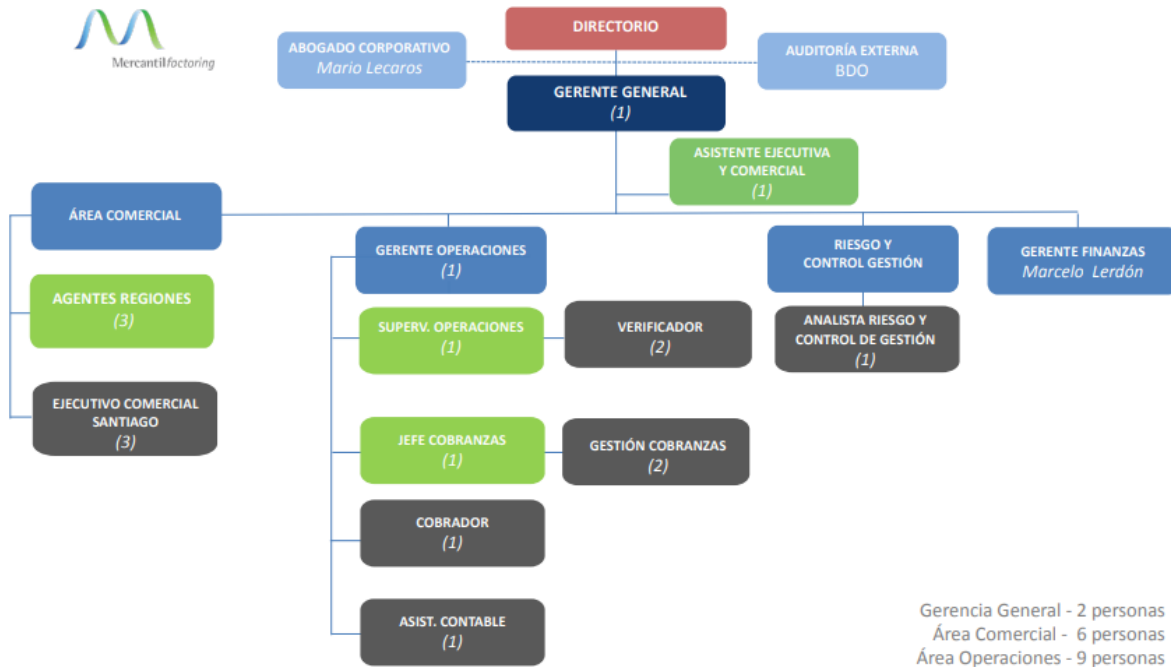 Mercantilfactoring
DIRECTORIO
ABOGADO CORPORATIVO
Mario Lecaros
AUDITORÍA EXTERNA
BDO
GERENTE GENERAL
(1)
ASISTENTE EJECUTIVA
Y COMERCIAL
(1)
ÁREA COMERCIAL
GERENTE OPERACIONES
(1)
RIESGO Y
CONTROL GESTIÓN
GERENTE FINANZAS
Marcelo Lerdón
AGENTES REGIONES
(3)
SUPERV. OPERACIONES
(1)
VERIFICADOR
(2)
ANALISTA RIESGO Y
CONTROL DE GESTIÓN
(1)
EJECUTIVO COMERCIAL
SANTIAGO
(3)
JEFE COBRANZAS
(1)
GESTIÓN COBRANZAS
(2)
COBRADOR
(1)
ASIST. CONTABLE
(1)
Gerencia General - 2 personas
Área Comercial - 6 personas
Área Operaciones - 9 personas